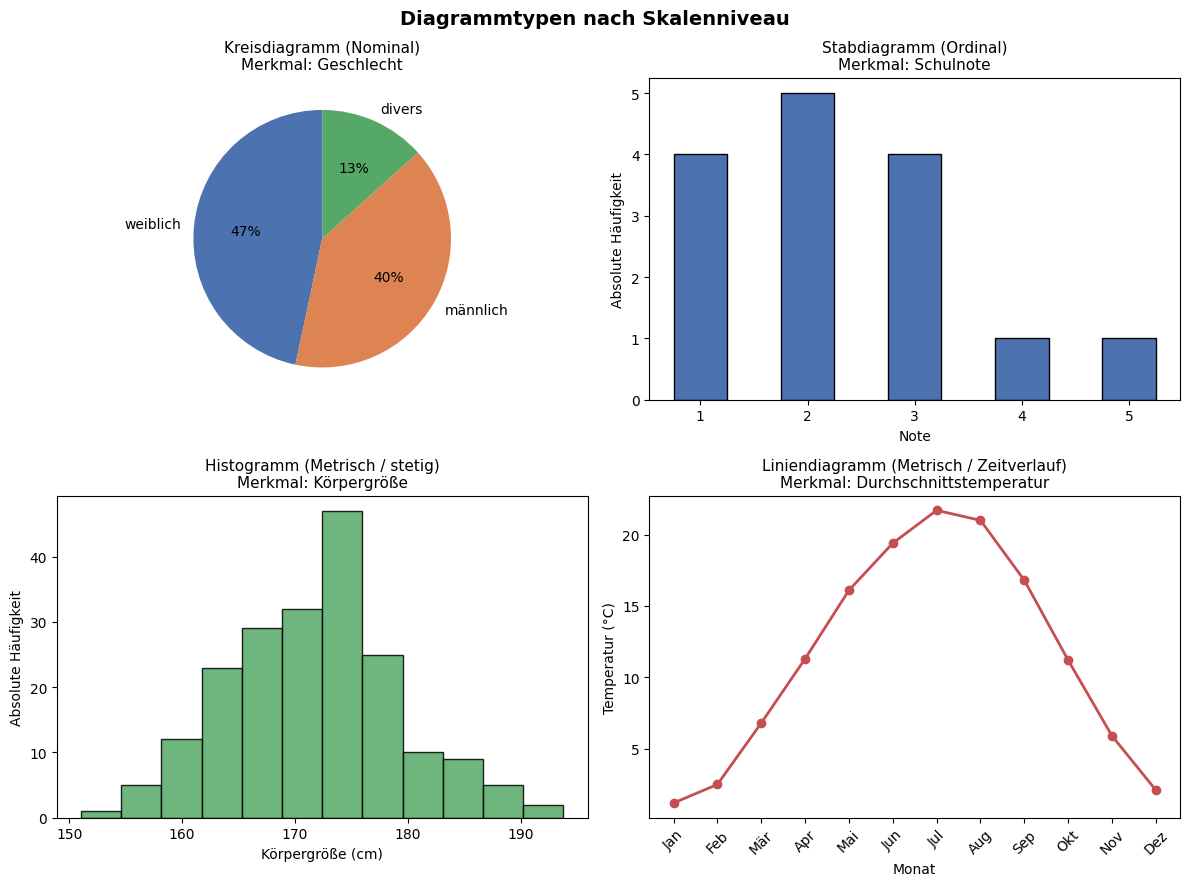 Diagrammtypen nach Skalenniveau
Kreisdiagramm (Nominal)
Merkmal: Geschlecht
divers
13%
weiblich
47%
40%
männlich
Stabdiagramm (Ordinal)
Merkmal: Schulnote
Absolute Häufigkeit
5
4
3
2
1
0
1 2 3 4 5
Note
Histogramm (Metrisch / stetig)
Merkmal: Körpergröße
Absolute Häufigkeit
40
30
20
10
0
150 160 170 180 190
Körpergröße (cm)
Liniendiagramm (Metrisch / Zeitverlauf)
Merkmal: Durchschnittstemperatur
Temperatur (°C)
20
15
10
5
Jan Feb Mär Apr Mai Jun Jul Aug Sep Okt Nov Dez
Monat